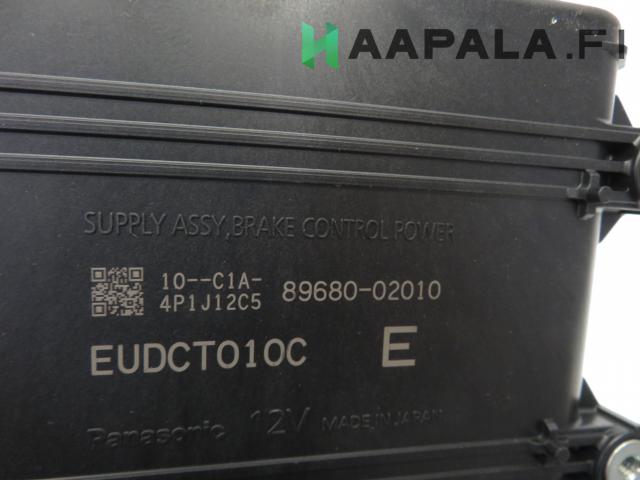 HAAPALA.FI
SUPPLY ASSY,BRAKE CONTROL POWER
10--C1A-
4P1J12C5 89680-02010
EUDCT010C E
Panasonic 12V MADE IN JAPAN